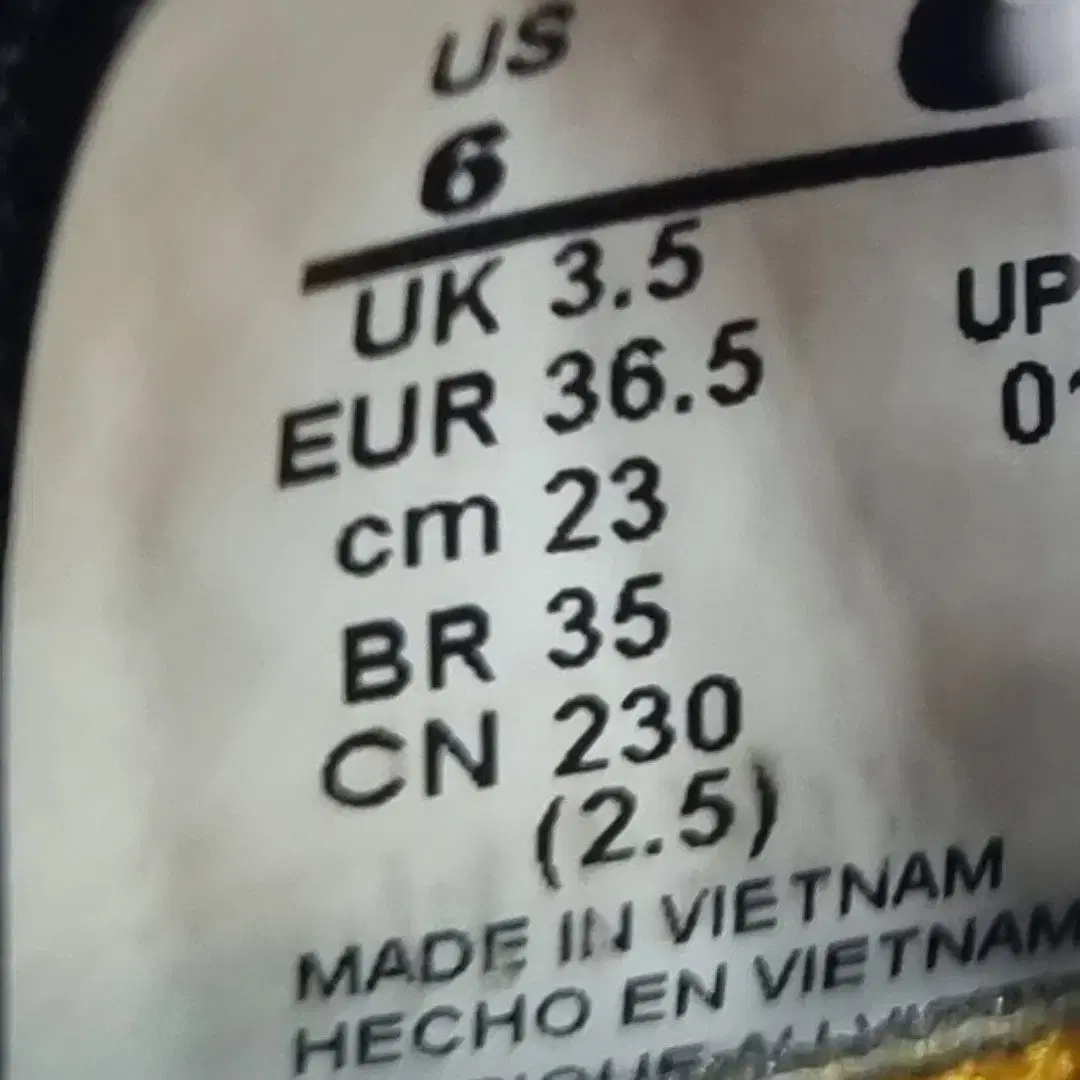 US
6
UK 3.5
EUR 36.5
cm 23
BR 35
CN 230
(2.5)
UP
MADE IN VIETNAM
HECHO EN VIETNAM